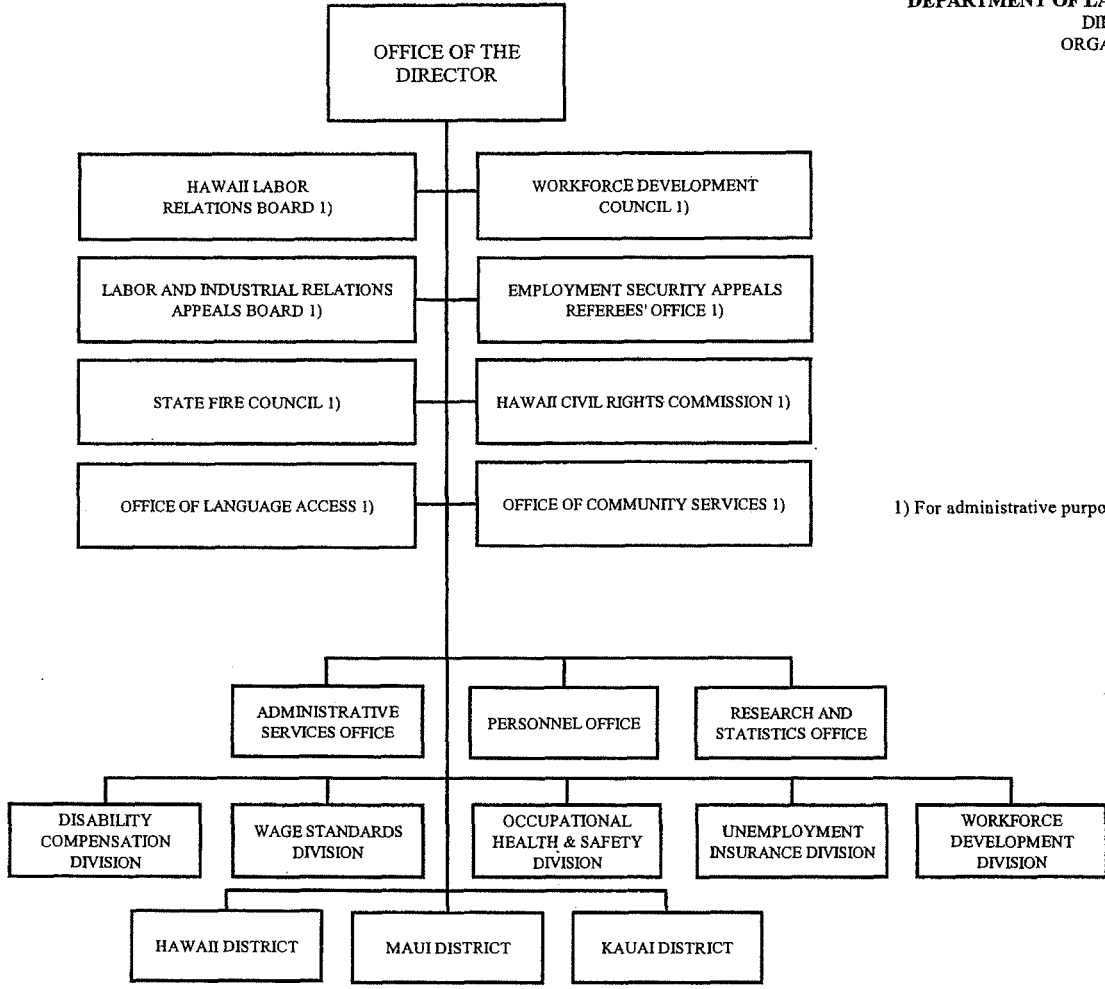 DEPARTMENT OF LA
DI
ORGA
OFFICE OF THE
DIRECTOR
HAWAII LABOR
RELATIONS BOARD 1)
WORKFORCE DEVELOPMENT
COUNCIL 1)
LABOR AND INDUSTRIAL RELATIONS
APPEALS BOARD 1)
EMPLOYMENT SECURITY APPEALS
REFEREES' OFFICE 1)
STATE FIRE COUNCIL 1)
HAWAII CIVIL RIGHTS COMMISSION 1)
OFFICE OF LANGUAGE ACCESS 1)
OFFICE OF COMMUNITY SERVICES 1)
1) For administrative purpo
ADMINISTRATIVE
SERVICES OFFICE
PERSONNEL OFFICE
RESEARCH AND
STATISTICS OFFICE
DISABILITY
COMPENSATION
DIVISION
WAGE STANDARDS
DIVISION
OCCUPATIONAL
HEALTH & SAFETY
DIVISION
UNEMPLOYMENT
INSURANCE DIVISION
WORKFORCE
DEVELOPMENT
DIVISION
HAWAII DISTRICT
MAUI DISTRICT
KAUAI DISTRICT